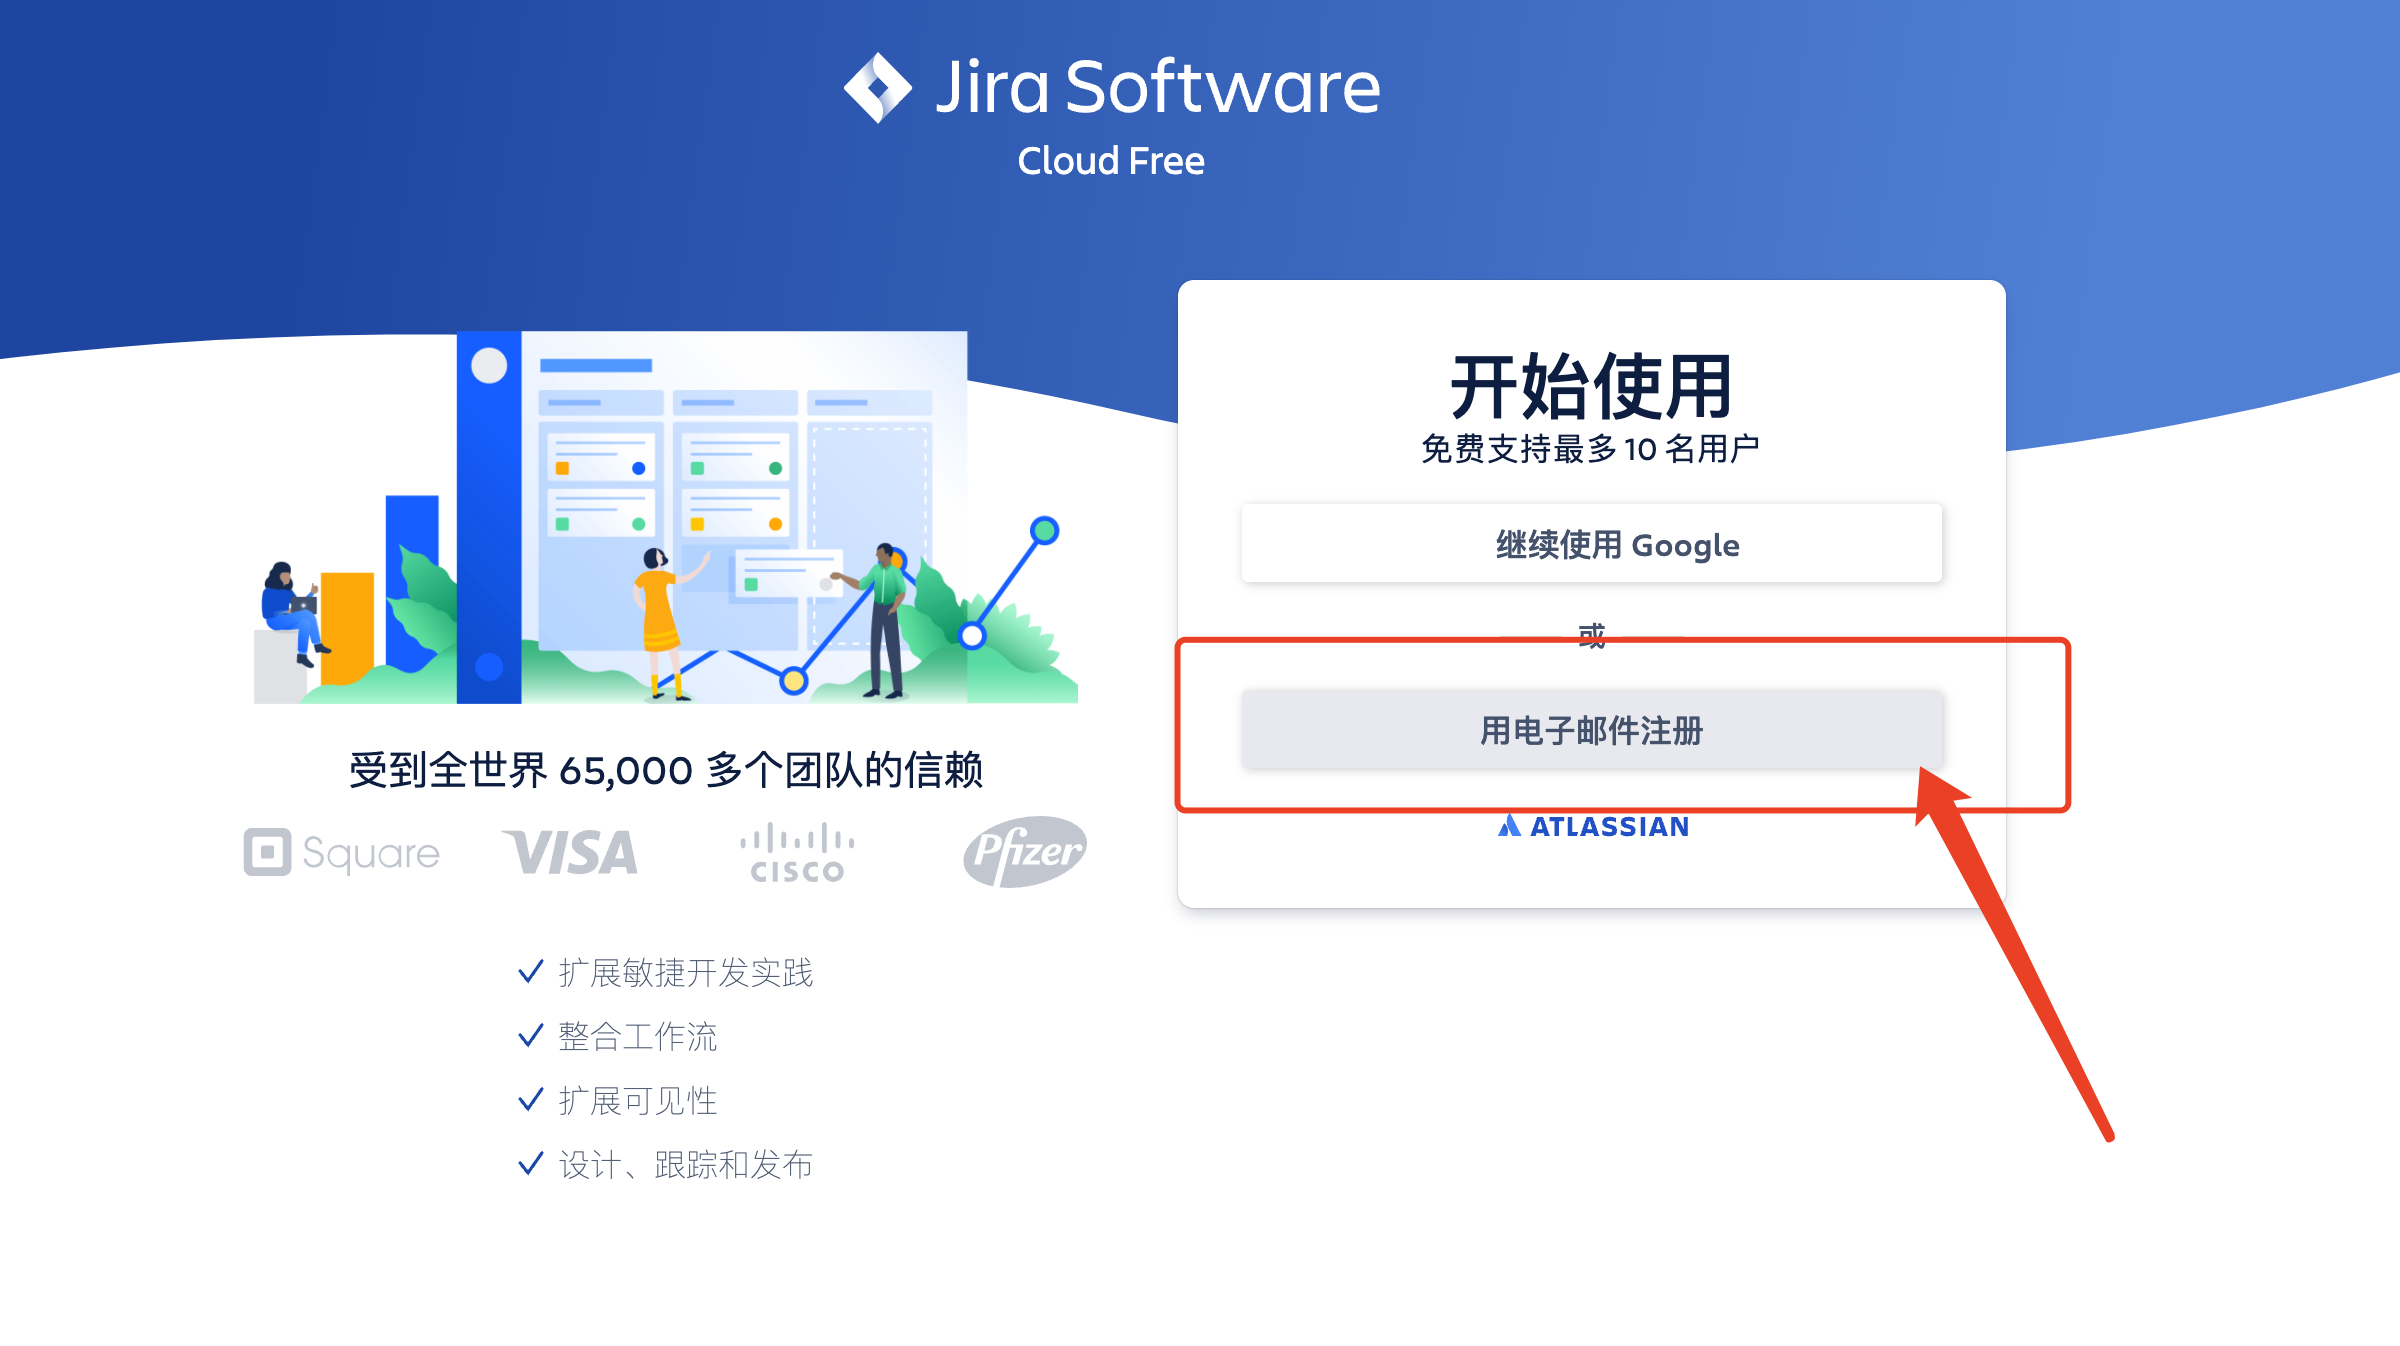 Jira Software
Cloud Free
开始使用
免费支持最多 10 名用户
继续使用 Google
或
用电子邮件注册
ATLASSIAN
受到全世界 65,000 多个团队的信赖
Square
VISA
CISCO
Pfizer
扩展敏捷开发实践
整合工作流
扩展可见性
设计、跟踪和发布